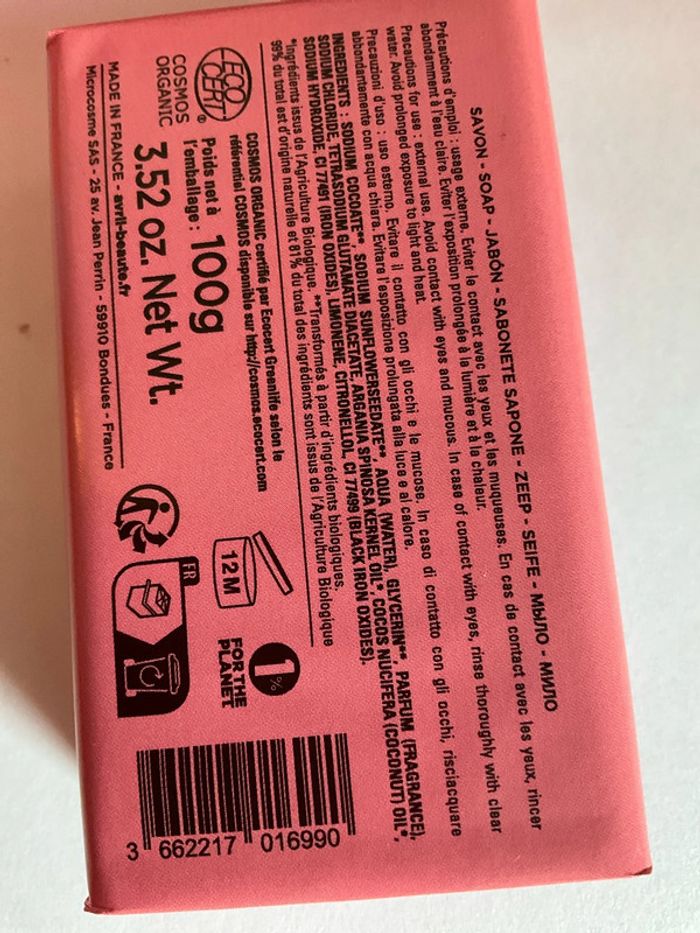 SAVON - SOAP - JABÓN - SABONETE SAPONE - ZEEP - SEIFE - МЫЛО - МИЛО
Précautions d'emploi : usage externe. Eviter le contact avec les yeux et les muqueuses. En cas de contact avec les yeux, rincer
abondamment à l'eau claire. Eviter l'exposition prolongée à la lumière et à la chaleur.
Precautions for use : external use. Avoid contact with eyes and mucous. In case of contact with eyes, rinse thoroughly with clear
water. Avoid prolonged exposure to light and heat.
Precauzioni d'uso : uso esterno. Evitare il contatto con gli occhi e le mucose. In caso di contatto con gli occhi, risciacquare
abbondantemente con acqua chiara. Evitare l'esposizione prolungata alla luce e al calore.
INGREDIENTS : SODIUM COCOATE**, SODIUM SUNFLOWERSEEDATE**, AQUA (WATER), GLYCERIN**, PARFUM (FRAGRANCE),
SODIUM CHLORIDE, TETRASODIUM GLUTAMATE DIACETATE, ARGANIA SPINOSA KERNEL OIL*, COCOS NUCIFERA (COCONUT) OIL*,
SODIUM HYDROXIDE, CI 77491 (IRON OXIDES), LIMONENE, CITRONELLOL, CI 77499 (BLACK IRON OXIDES).
*Ingrédients issus de l'Agriculture Biologique. **Transformés à partir d'ingrédients biologiques.
99% du total est d'origine naturelle et 81% du total des ingrédients sont issus de l'Agriculture Biologique
ECO
CERT®
COSMOS
ORGANIC
COSMOS ORGANIC certifié par Ecocert Greenlife selon le
référentiel COSMOS disponible sur http://cosmos.ecocert.com
Poids net à
l'emballage : 100g
3.52 oz. Net Wt.
MADE IN FRANCE - avril-beaute.fr
Microcosme SAS - 25 av. Jean Perrin - 59910 Bondues - France
12M
1%
FOR THE
PLANET
FR
3 662217 016990